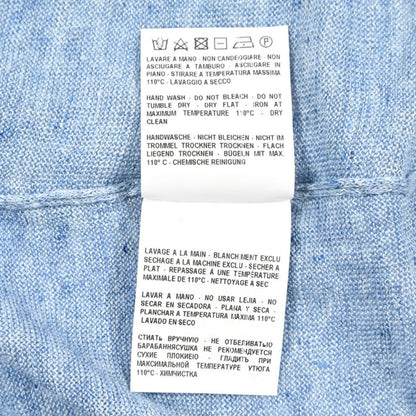 LAVARE A MANO - NON CANDEGGIARE - NON
ASCIUGARE A TAMBURO - ASCIUGARE IN
PIANO - STIRARE A TEMPERATURA MASSIMA
110°C - LAVAGGIO A SECCO
HAND WASH - DO NOT BLEACH - DO NOT
TUMBLE DRY - DRY FLAT - IRON AT
MAXIMUM TEMPERATURE 110°C - DRY
CLEAN
HANDWASCHE - NICHT BLEICHEN - NICHT IM
TROMMEL TROCKNER TROCKNEN - FLACH
LIEGEND TROCKNEN - BÜGELN MIT MAX.
110°C - CHEMISCHE REINIGUNG
LAVAGE A LA MAIN - BLANCHMENT EXCLU
SECHAGE A LA MACHINE EXCLU - SECHER A
PLAT - REPASSAGE À UNE TEMPÉRATURE
MAXIMALE DE 110°C - NETTOYAGE A SEC
LAVAR A MANO - NO USAR LEJIA - NO
SECAR EN SECADORA - PLANA Y SECA -
PLANCHAR A TEMPERATURA MAXIMA 110°C
LAVADO EN SECO
СТИАТЬ ВРУЧНУЮ - НЕ ОТБЕЛИВАТЬ
БАРАБАННЯСУШКА НЕ РЕКОМЕНДУЕТСЯ ПРИ
СУХИЕ ПЛОКИЕЮ - ГЛАДИТЬ ПРИ
МАКСИМАЛЬНОЙ ТЕМПЕРАТУРЕ УТЮГА
110°C - ХИМЧИСТКА